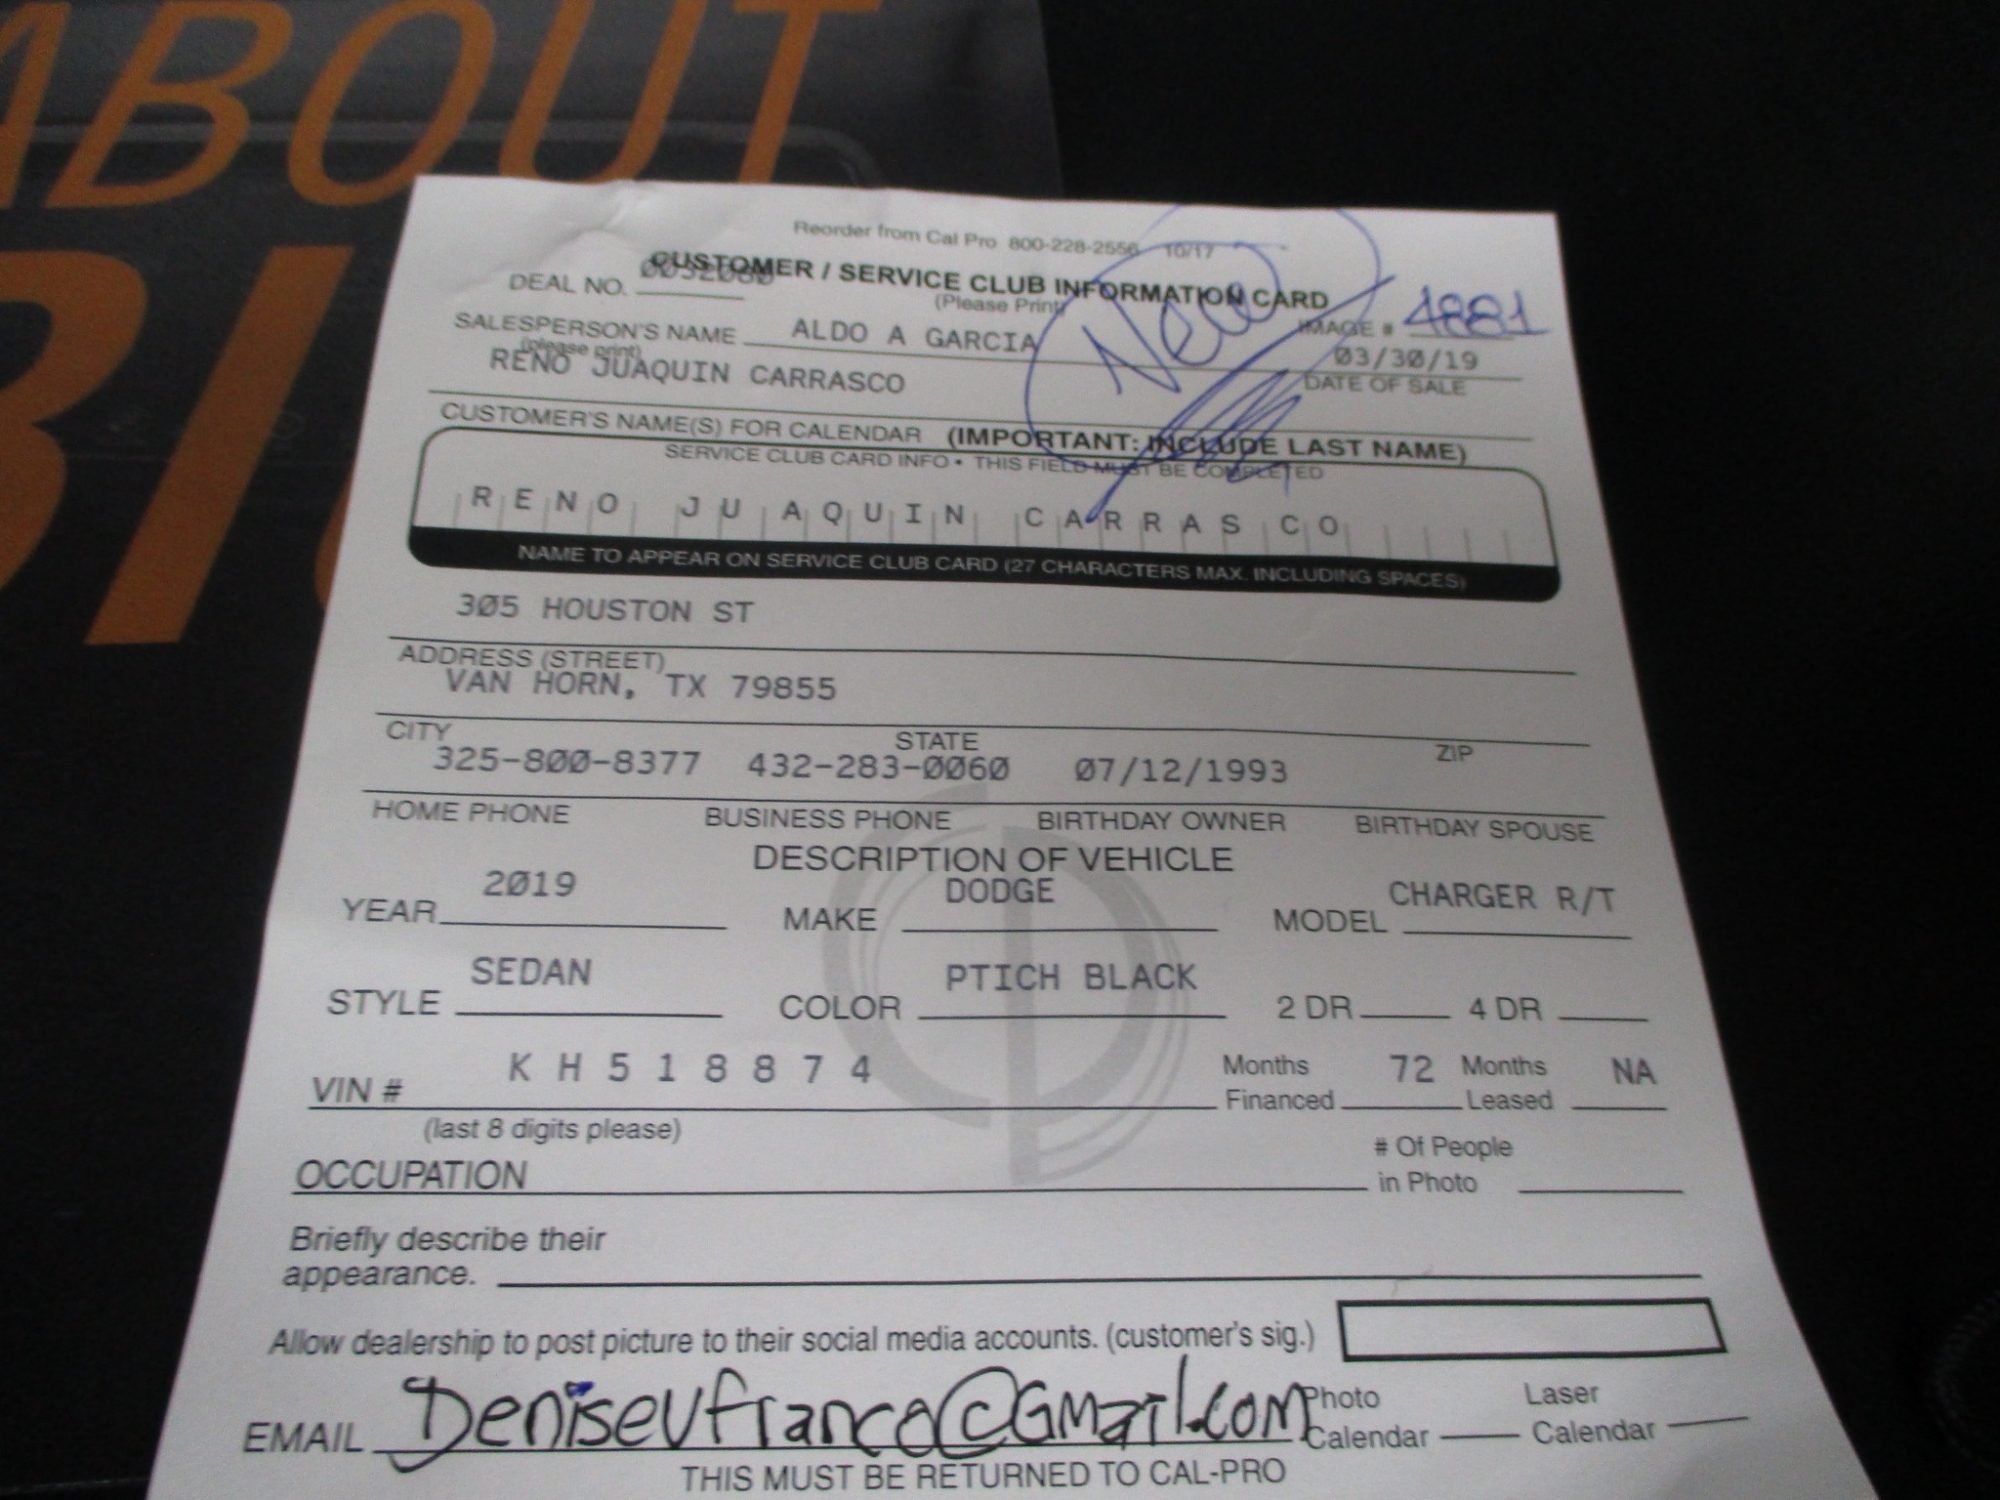 ABOUT
Reorder from Cal Pro 800-228-2556 10/17
CUSTOMER / SERVICE CLUB INFORMATION CARD
DEAL NO.
(Please Print)
New
IMAGE # 4881
SALESPERSON'S NAME ALDO A GARCIA
03/30/19
(please print)
RENO JUAQUIN CARRASCO
DATE OF SALE
CUSTOMER'S NAME(S) FOR CALENDAR (IMPORTANT: INCLUDE LAST NAME)
SERVICE CLUB CARD INFO • THIS FIELD MUST BE COMPLETED
RENO JUAQUIN CARRASCO
NAME TO APPEAR ON SERVICE CLUB CARD (27 CHARACTERS MAX. INCLUDING SPACES)
305 HOUSTON ST
ADDRESS (STREET)
VAN HORN, TX 79855
CITY STATE ZIP
325-800-8377 432-283-0060 07/12/1993
HOME PHONE BUSINESS PHONE BIRTHDAY OWNER BIRTHDAY SPOUSE
DESCRIPTION OF VEHICLE
YEAR 2019 MAKE DODGE MODEL CHARGER R/T
STYLE SEDAN COLOR PTICH BLACK 2 DR 4 DR
VIN # K H 5 1 8 8 7 4 Months Financed 72 Months Leased NA
(last 8 digits please)
OCCUPATION # Of People in Photo
Briefly describe their
appearance.
Allow dealership to post picture to their social media accounts. (customer's sig.)
EMAIL Denisevfranco@Gmail.com Photo Calendar Laser Calendar
THIS MUST BE RETURNED TO CAL-PRO